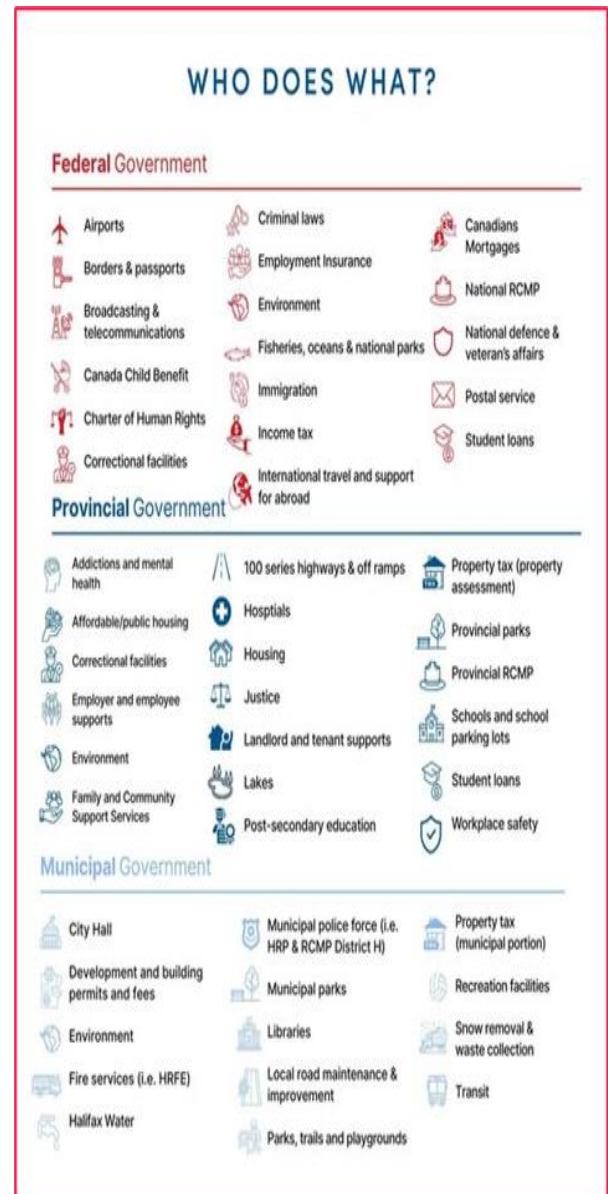 WHO DOES WHAT?
Federal Government
Airports
Borders & passports
Broadcasting &
telecommunications
Canada Child Benefit
Charter of Human Rights
Correctional facilities
Criminal laws
Employment Insurance
Environment
Fisheries, oceans & national parks
Immigration
Income tax
International travel and support
for abroad
Canadians
Mortgages
National RCMP
National defence &
veteran's affairs
Postal service
Student loans
Provincial Government
Addictions and mental
health
Affordable/public housing
Correctional facilities
Employer and employee
supports
Environment
Family and Community
Support Services
100 series highways & off ramps
Hosptials
Housing
Justice
Landlord and tenant supports
Lakes
Post-secondary education
Property tax (property
assessment)
Provincial parks
Provincial RCMP
Schools and school
parking lots
Student loans
Workplace safety
Municipal Government
City Hall
Development and building
permits and fees
Environment
Fire services (i.e. HRFE)
Halifax Water
Municipal police force (i.e.
HRP & RCMP District H)
Municipal parks
Libraries
Local road maintenance &
improvement
Parks, trails and playgrounds
Property tax
(municipal portion)
Recreation facilities
Snow removal &
waste collection
Transit